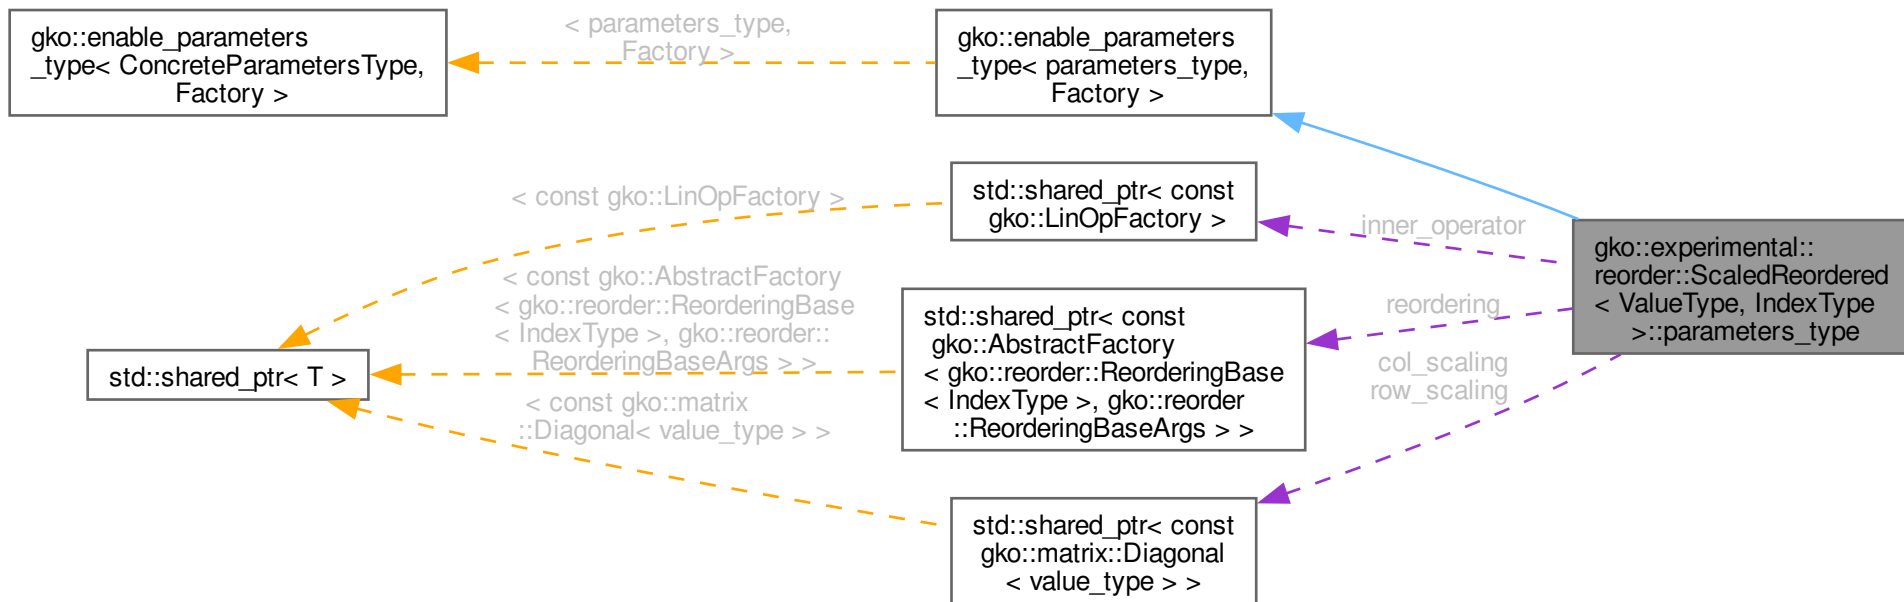 gko::enable_parameters
_type< ConcreteParametersType,
Factory >
< parameters_type,
Factory >
gko::enable_parameters
_type< parameters_type,
Factory >
< const gko::LinOpFactory >
std::shared_ptr< const
gko::LinOpFactory >
inner_operator
gko::experimental::
reorder::ScaledReordered
< ValueType, IndexType
>::parameters_type
< const gko::AbstractFactory
< gko::reorder::ReorderingBase
< IndexType >, gko::reorder::
ReorderingBaseArgs > >
std::shared_ptr< const
gko::AbstractFactory
< gko::reorder::ReorderingBase
< IndexType >, gko::reorder
::ReorderingBaseArgs > >
reordering
std::shared_ptr< T >
col_scaling
row_scaling
< const gko::matrix
::Diagonal< value_type > >
std::shared_ptr< const
gko::matrix::Diagonal
< value_type > >